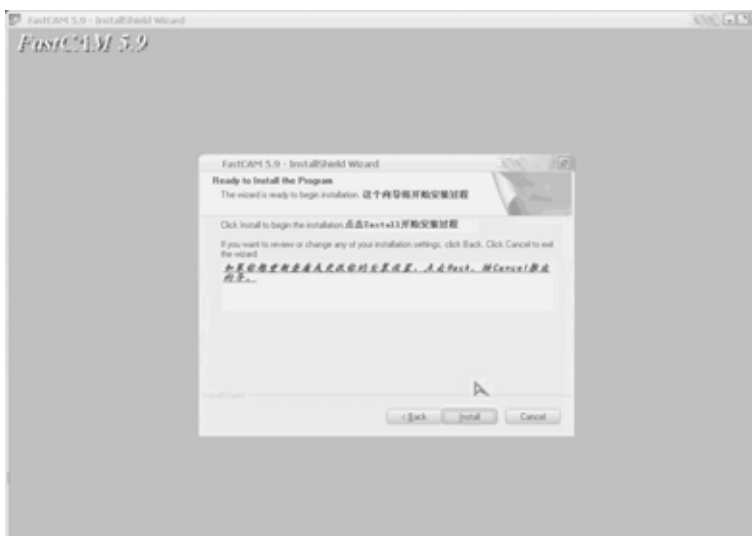 FastCAM 5.9 - InstallShield Wizard
FastCAM 5.9
FastCAM 5.9 - InstallShield Wizard
Ready to Install the Program
The wizard is ready to begin installation. 这个向导将开始安装过程
Click Install to begin the installation.点击Install开始安装过程
If you want to review or change any of your installation settings, click Back. Click Cancel to exit
the wizard.
如果你想重新查看或更改你的安装设置，点击Back，按Cancel退出
向导。
InstallShield
< Back
Install
Cancel